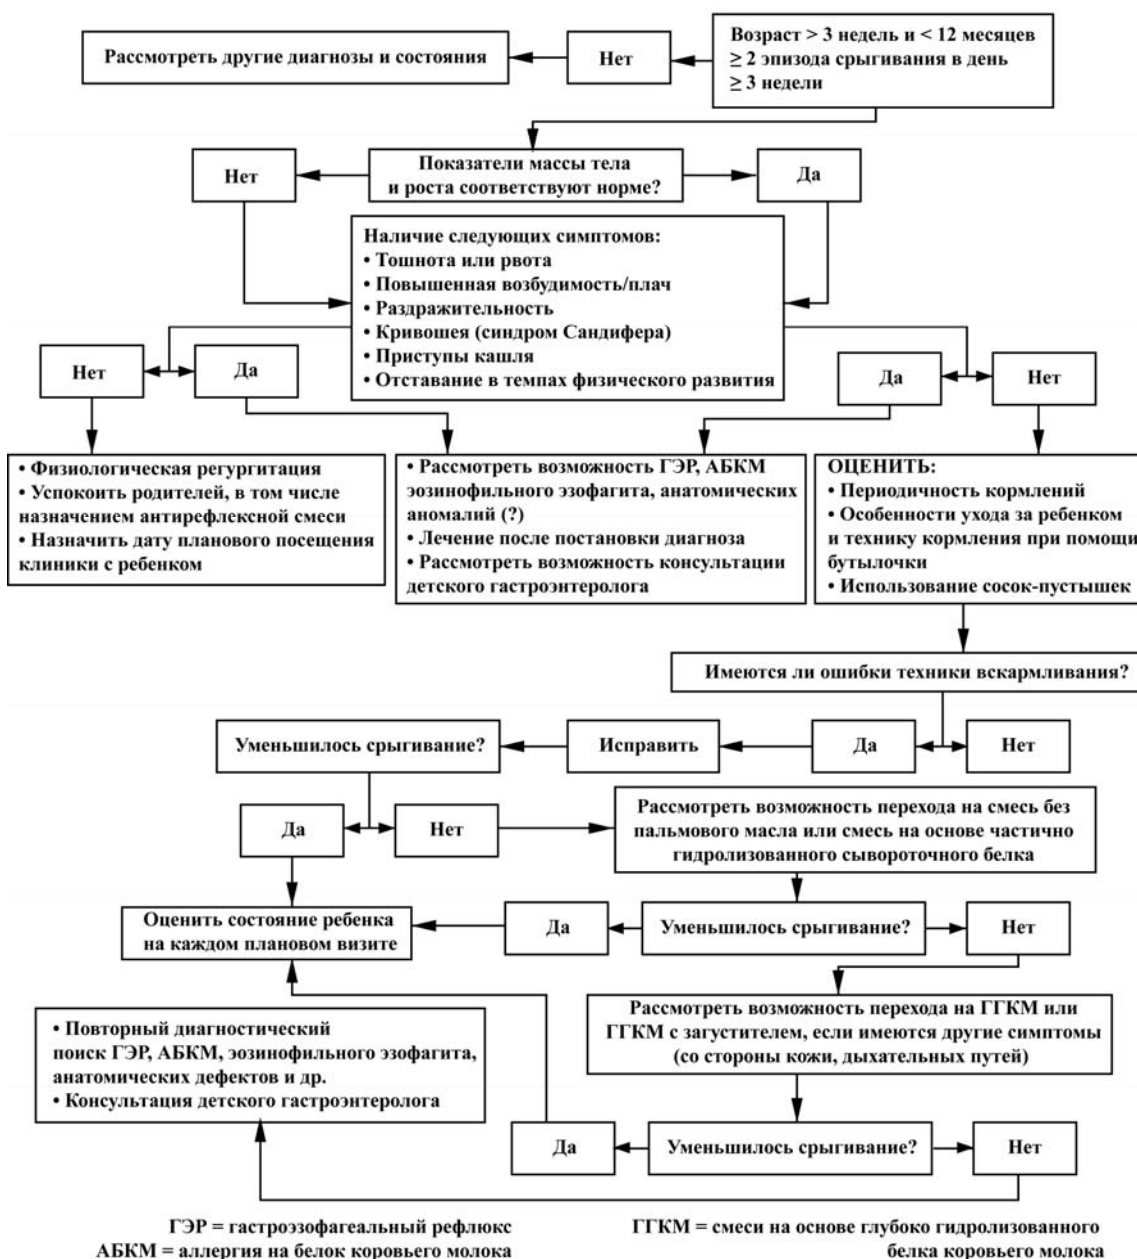 Возраст > 3 недель и < 12 месяцев
≥ 2 эпизода срыгивания в день
≥ 3 недели
Нет
Рассмотреть другие диагнозы и состояния
Показатели массы тела
и роста соответствуют норме?
Нет
Да
Наличие следующих симптомов:
• Тошнота или рвота
• Повышенная возбудимость/плач
• Раздражительность
• Кривошея (синдром Сандифера)
• Приступы кашля
• Отставание в темпах физического развития
Нет
Да
Да
Нет
• Физиологическая регургитация
• Успокоить родителей, в том числе
назначением антирефлексной смеси
• Назначить дату планового посещения
клиники с ребенком
• Рассмотреть возможность ГЭР, АБКМ
эозинофильного эзофагита, анатомических
аномалий (?)
• Лечение после постановки диагноза
• Рассмотреть возможность консультации
детского гастроэнтеролога
ОЦЕНИТЬ:
• Периодичность кормлений
• Особенности ухода за ребенком
и технику кормления при помощи
бутылочки
• Использование сосок-пустышек
Имеются ли ошибки техники вскармливания?
Уменьшилось срыгивание?
Исправить
Да
Нет
Да
Нет
Рассмотреть возможность перехода на смесь без
пальмового масла или смесь на основе частично
гидролизованного сывороточного белка
Оценить состояние ребенка
на каждом плановом визите
Да
Уменьшилось срыгивание?
Нет
Рассмотреть возможность перехода на ГГКМ или
ГГКМ с загустителем, если имеются другие симптомы
(со стороны кожи, дыхательных путей)
• Повторный диагностический
поиск ГЭР, АБКМ, эозинофильного эзофагита,
анатомических дефектов и др.
• Консультация детского гастроэнтеролога
Да
Уменьшилось срыгивание?
Нет
ГЭР = гастроэзофагеальный рефлюкс
АБКМ = аллергия на белок коровьего молока
ГГКМ = смеси на основе глубоко гидролизованного
белка коровьего молока